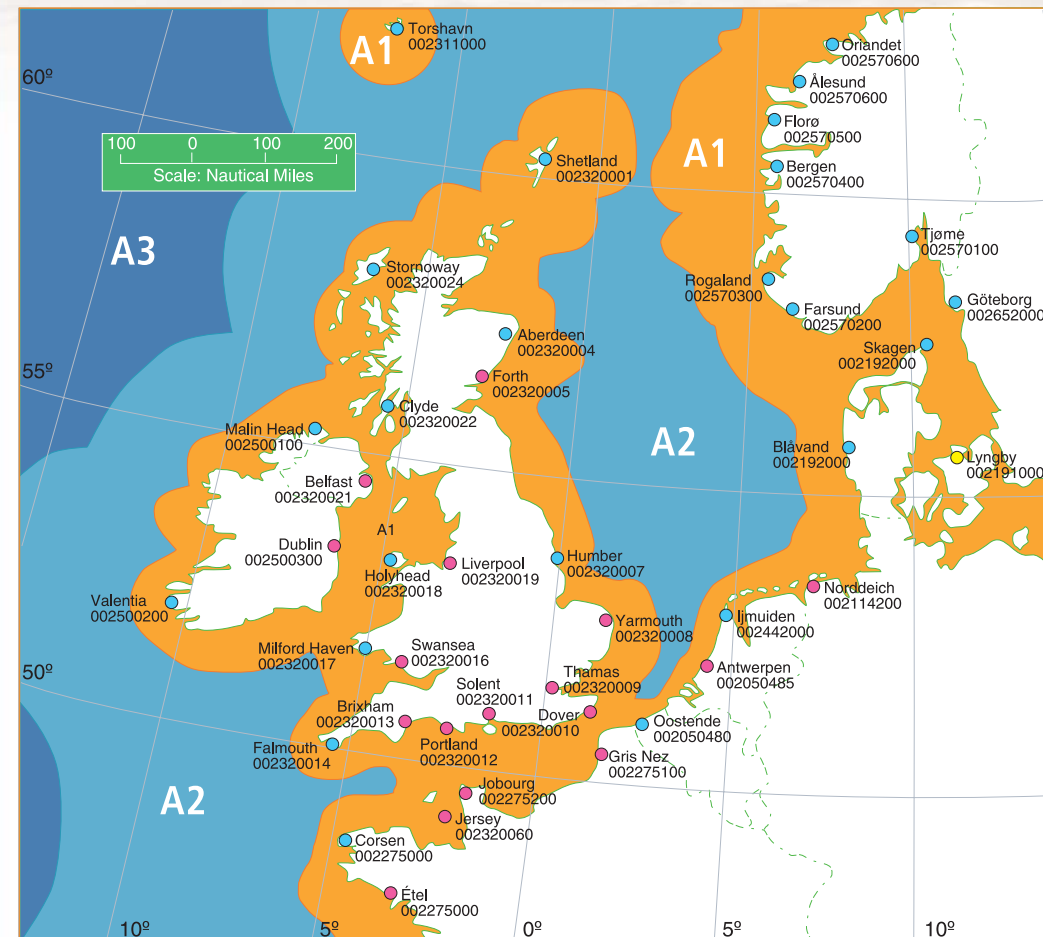 Torshavn
002311000
A1
Oriandet
002570600
60º
Ålesund
002570600
Florø
002570500
100 0 100 200
Scale: Nautical Miles
A1
Shetland
002320001
Bergen
002570400
A3
Tjøme
002570100
Stornoway
002320024
Rogaland
002570300
Göteborg
002652000
Farsund
002570200
Aberdeen
002320004
Skagen
002192000
55º
Forth
002320005
Clyde
002320022
Malin Head
002500100
A2
Blåvand
002192000
Lyngby
002191000
Belfast
002320021
A1
Dublin
002500300
Holyhead
002320018
Liverpool
002320019
Humber
002320007
Valentia
002500200
Norddeich
002114200
Yarmouth
002320008
Ijmuiden
002442000
Milford Haven
002320017
Swansea
002320016
50º
Antwerpen
002050485
Thamas
002320009
Solent
002320011
Brixham
002320013
Dover
002320010
Oostende
002050480
Portland
002320012
Falmouth
002320014
Gris Nez
002275100
A2
Jobourg
002275200
Jersey
002320060
Corsen
002275000
Étel
002275000
10º 5º 0º 5º 10º